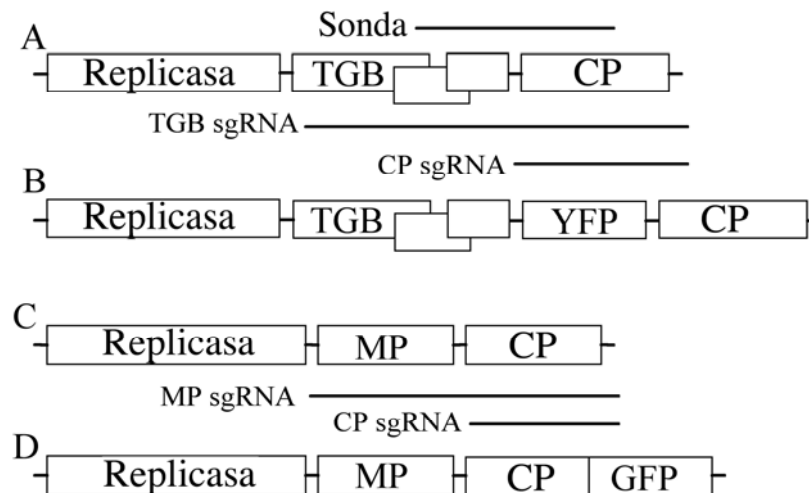 Sonda
A
Replicasa TGB CP
TGB sgRNA
CP sgRNA
B
Replicasa TGB YFP CP
C
Replicasa MP CP
MP sgRNA
CP sgRNA
D
Replicasa MP CP GFP